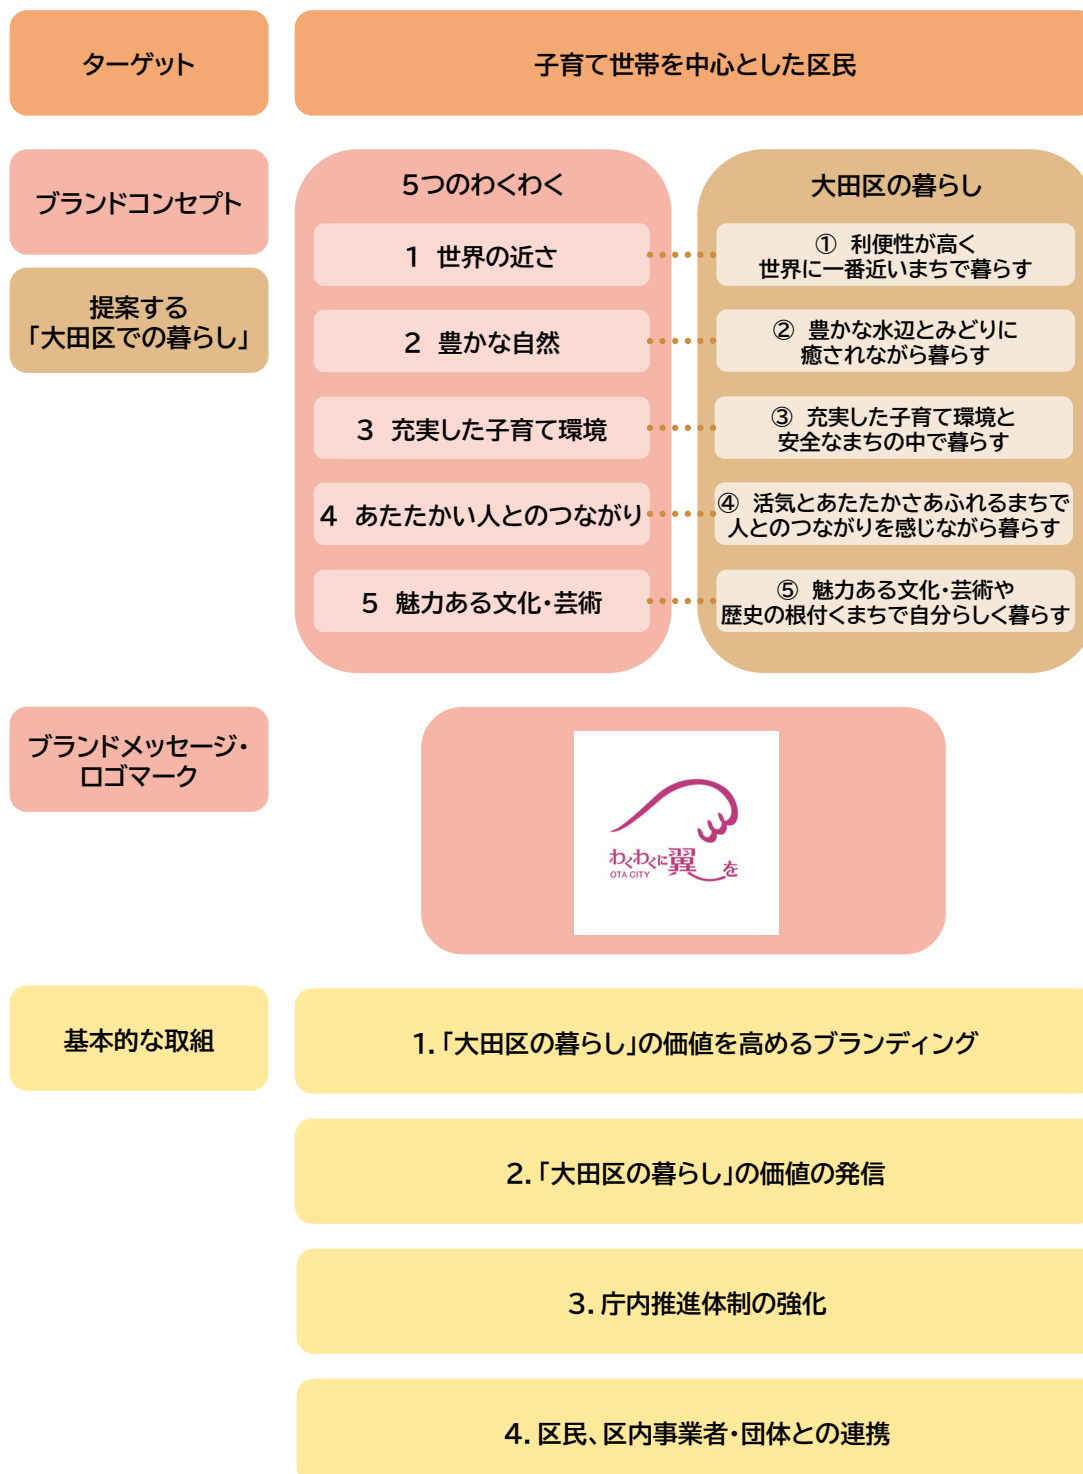 ターゲット
子育て世帯を中心とした区民
ブランドコンセプト
提案する
「大田区での暮らし」
5つのわくわく
大田区の暮らし
1 世界の近さ
① 利便性が高く
世界に一番近いまちで暮らす
2 豊かな自然
② 豊かな水辺とみどりに
癒されながら暮らす
3 充実した子育て環境
③ 充実した子育て環境と
安全なまちの中で暮らす
4 あたたかい人とのつながり
④ 活気とあたたかさあふれるまちで
人とのつながりを感じながら暮らす
5 魅力ある文化・芸術
⑤ 魅力ある文化・芸術や
歴史の根付くまちで自分らしく暮らす
ブランドメッセージ・
ロゴマーク
わくわくに翼を
OTA CITY
基本的な取組
1.「大田区の暮らし」の価値を高めるブランディング
2.「大田区の暮らし」の価値の発信
3. 庁内推進体制の強化
4. 区民、区内事業者・団体との連携